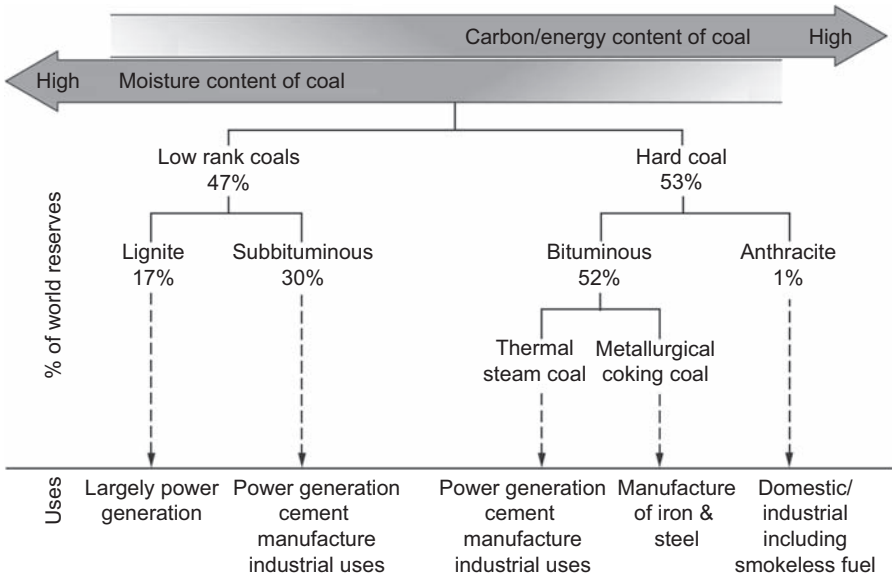 Carbon/energy content of coal High
High Moisture content of coal
% of world reserves
Low rank coals
47%
Hard coal
53%
Lignite
17%
Subbituminous
30%
Bituminous
52%
Anthracite
1%
Thermal
steam coal
Metallurgical
coking coal
Uses
Largely power
generation
Power generation
cement
manufacture
industrial uses
Power generation
cement
manufacture
industrial uses
Manufacture
of iron &
steel
Domestic/
industrial
including
smokeless fuel